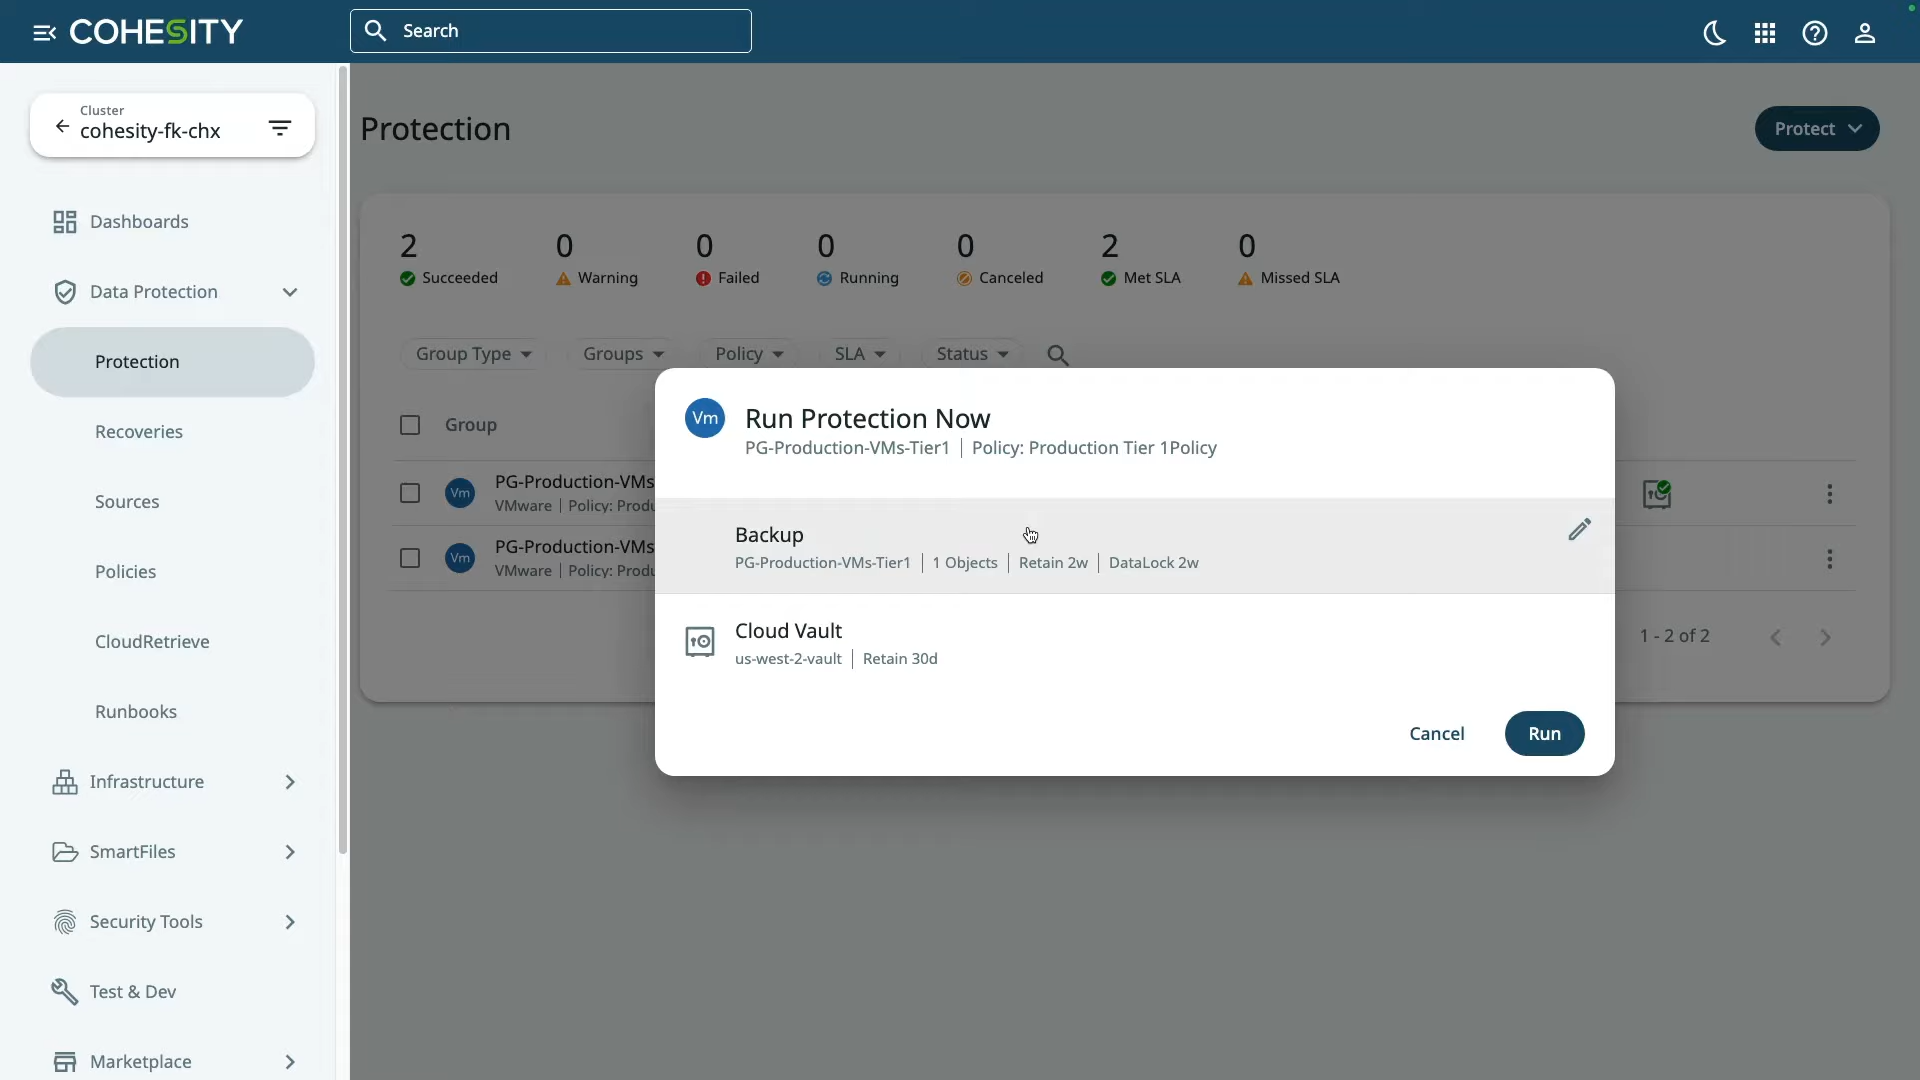 COHESITY
Search
Cluster
cohesity-fk-chx
Protection
Protect
Dashboards
Data Protection
Protection
Recoveries
Sources
Policies
CloudRetrieve
Runbooks
Infrastructure
SmartFiles
Security Tools
Test & Dev
Marketplace
2 0 0 0 0 2 0
Succeeded Warning Failed Running Canceled Met SLA Missed SLA
Group Type Groups Policy SLA Status
Group
Vm PG-Production-VMs
VMware | Policy: Produ
Vm PG-Production-VMs
VMware | Policy: Produ
1 - 2 of 2
Vm Run Protection Now
PG-Production-VMs-Tier1 | Policy: Production Tier 1Policy
Backup
PG-Production-VMs-Tier1 | 1 Objects | Retain 2w | DataLock 2w
Cloud Vault
us-west-2-vault | Retain 30d
Cancel Run